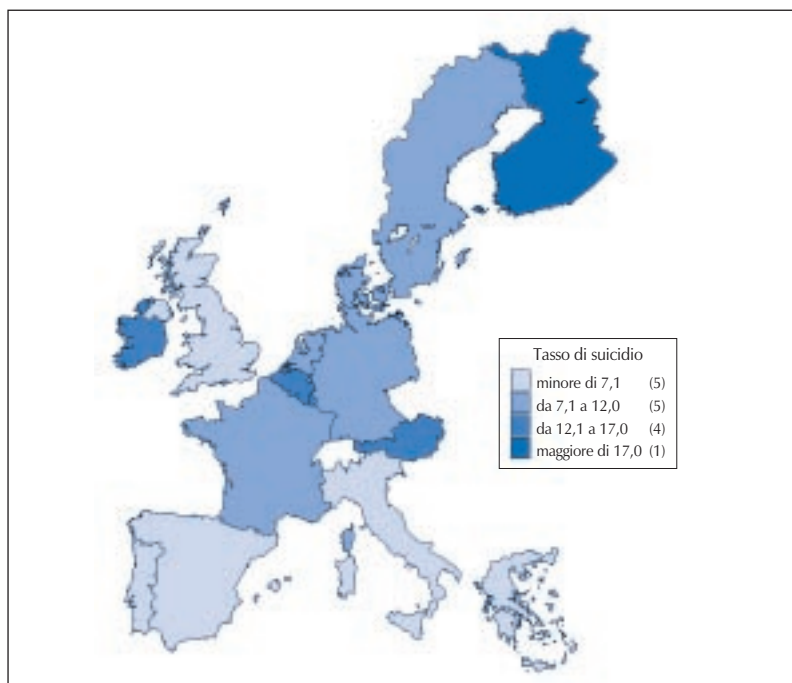 Tasso di suicidio
minore di 7,1 (5)
da 7,1 a 12,0 (5)
da 12,1 a 17,0 (4)
maggiore di 17,0 (1)